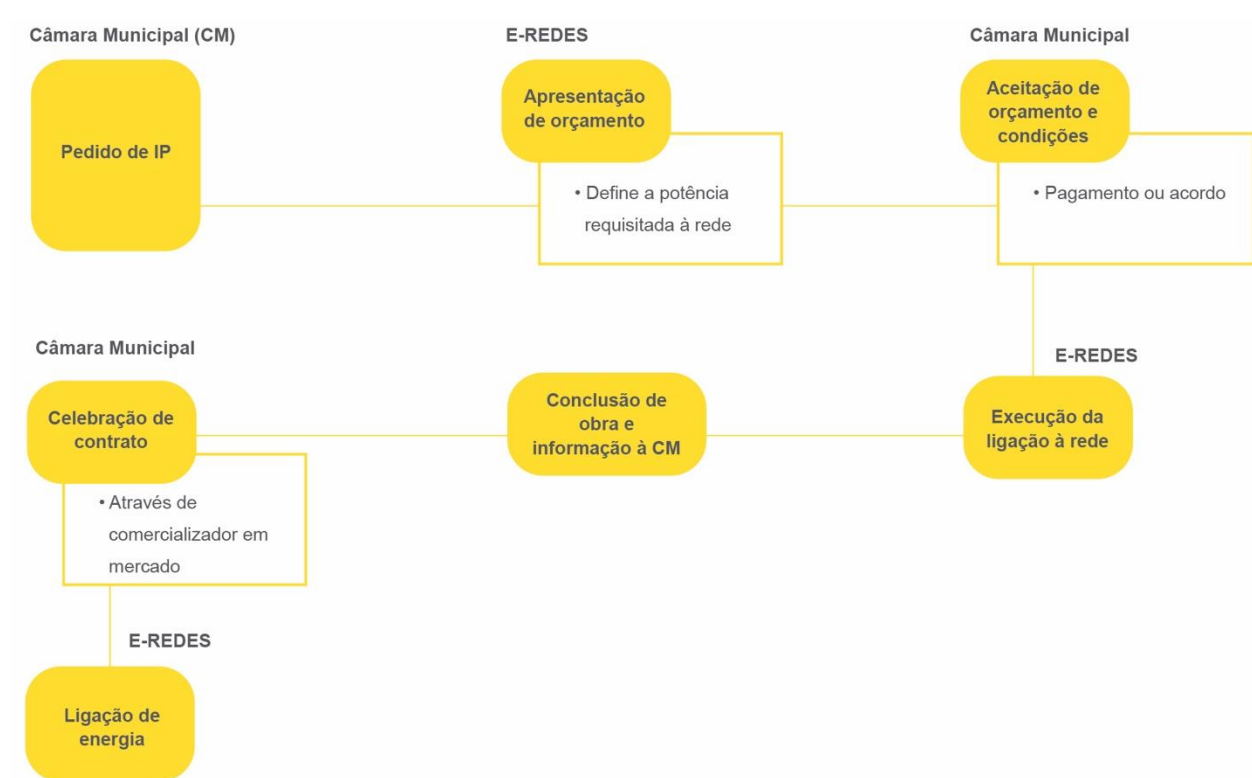 Câmara Municipal (CM)
Pedido de IP
E-REDES
Apresentação
de orçamento
• Define a potência
requisitada à rede
Câmara Municipal
Aceitação de
orçamento e
condições
• Pagamento ou acordo
E-REDES
Execução da
ligação à rede
Conclusão de
obra e
informação à CM
Câmara Municipal
Celebração de
contrato
• Através de
comercializador em
mercado
E-REDES
Ligação de
energia